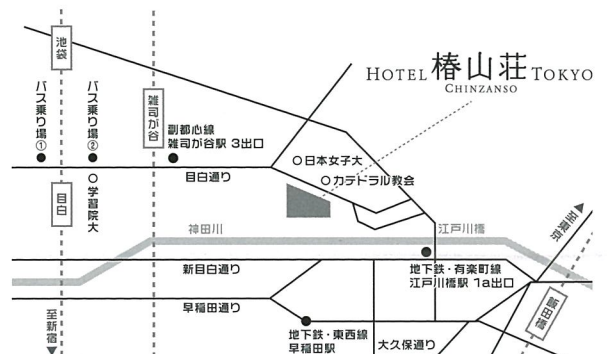 池袋
バス乗り場①
バス乗り場②
雑司が谷
副都心線
雑司が谷駅 3出口
HOTEL 椿山荘 TOKYO
CHINZANSO
日本女子大
カテドラル教会
目白通り
目白
学習院大
神田川
江戸川橋
至東京
新目白通り
地下鉄・有楽町線
江戸川橋駅 1a出口
早稲田通り
飯田橋
至新宿
地下鉄・東西線
早稲田駅
大久保通り